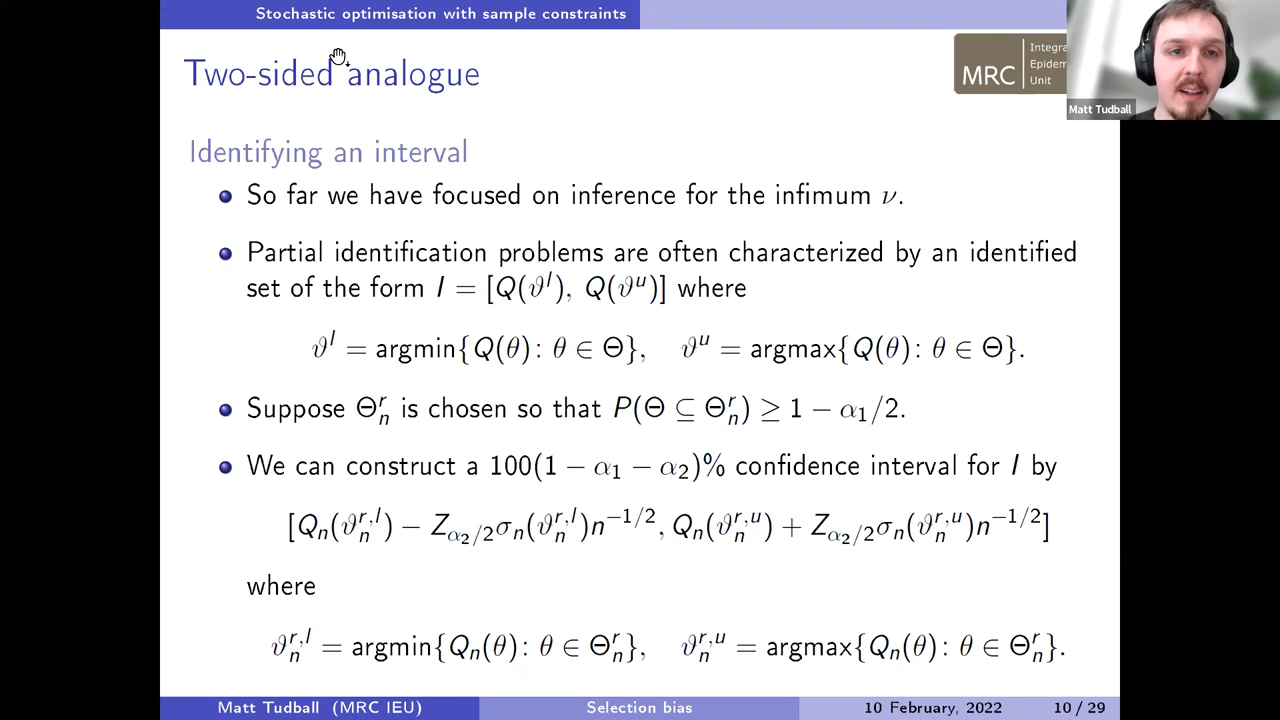 Stochastic optimisation with sample constraints
Two-sided analogue
MRC
Integra
Epidem
Unit
Matt Tudball
Identifying an interval
So far we have focused on inference for the infimum ν.
Partial identification problems are often characterized by an identified
set of the form I = [Q(ϑ^l), Q(ϑ^u)] where
ϑ^l = argmin{Q(θ): θ ∈ Θ}, ϑ^u = argmax{Q(θ): θ ∈ Θ}.
Suppose Θ_n^r is chosen so that P(Θ ⊆ Θ_n^r) ≥ 1 − α_1/2.
We can construct a 100(1 − α_1 − α_2)% confidence interval for I by
[Q_n(ϑ_n^{r,l}) − Z_{α_2/2}σ_n(ϑ_n^{r,l})n^{−1/2}, Q_n(ϑ_n^{r,u}) + Z_{α_2/2}σ_n(ϑ_n^{r,u})n^{−1/2}]
where
ϑ_n^{r,l} = argmin{Q_n(θ): θ ∈ Θ_n^r}, ϑ_n^{r,u} = argmax{Q_n(θ): θ ∈ Θ_n^r}.
Matt Tudball (MRC IEU) Selection bias 10 February, 2022 10 / 29